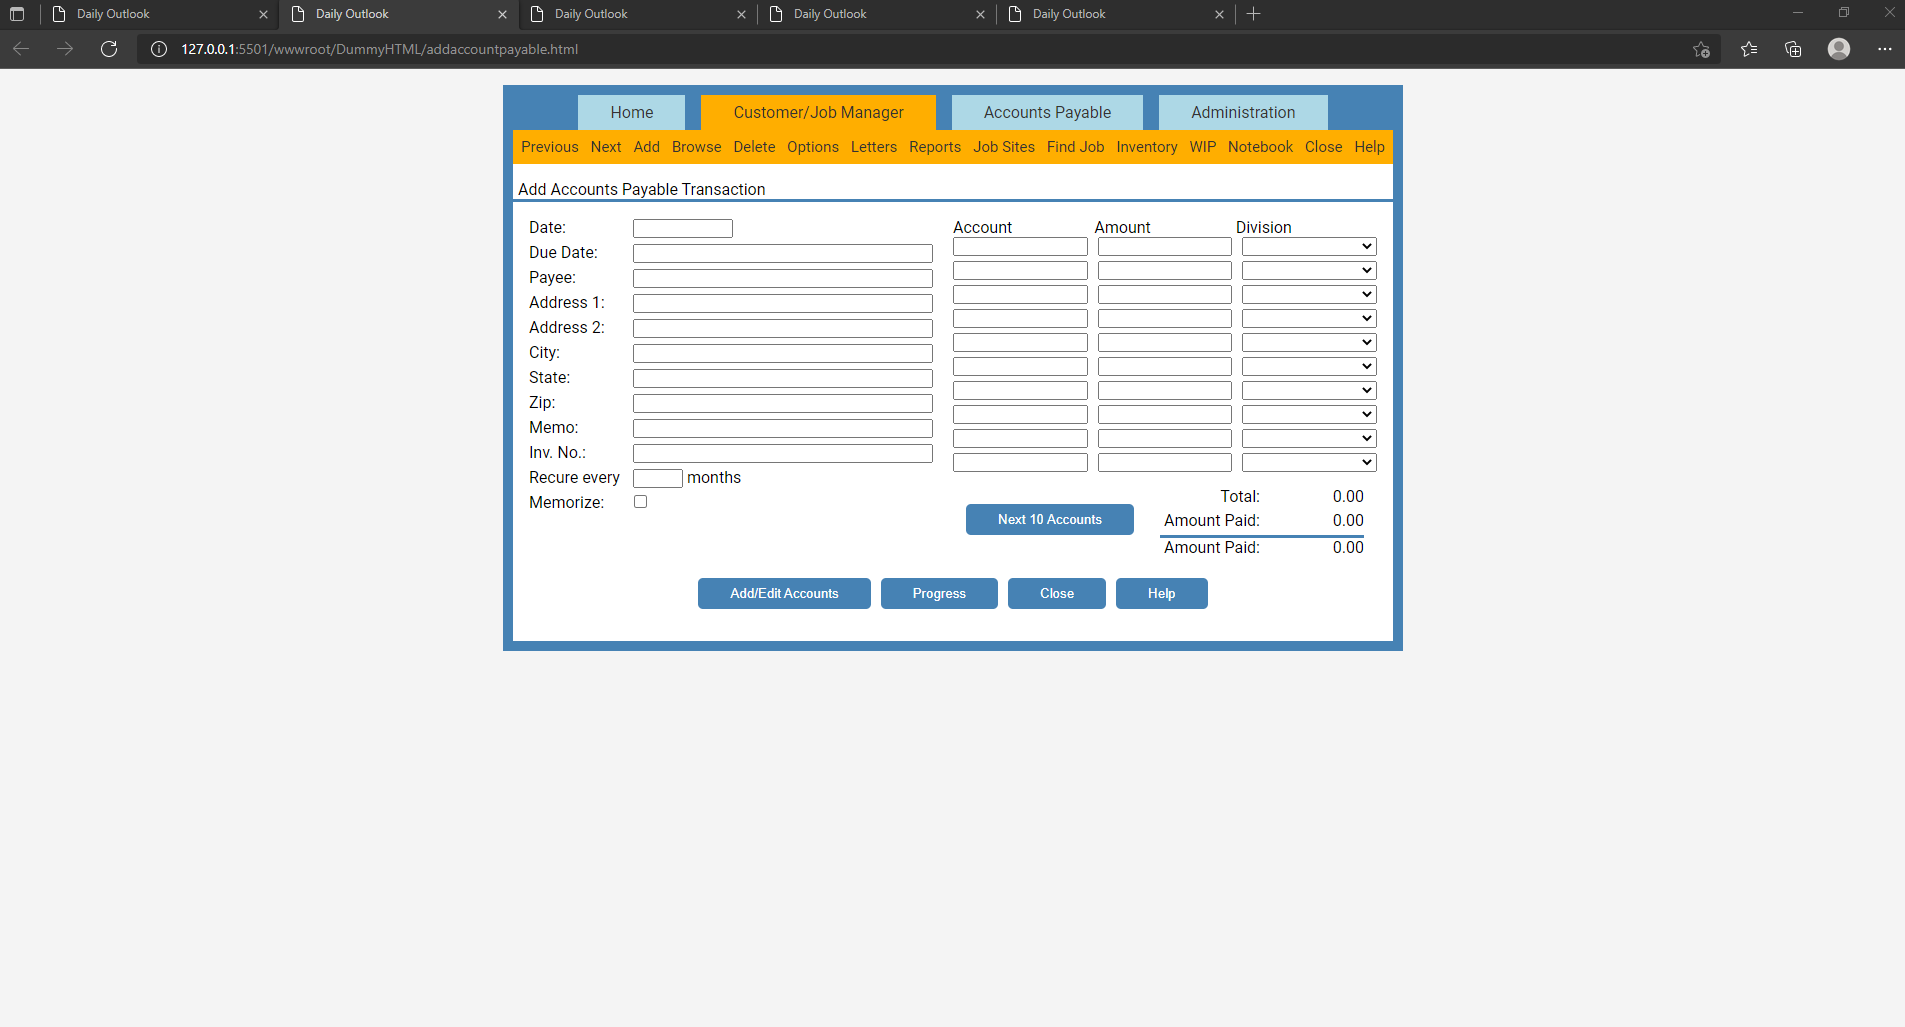 Daily Outlook Daily Outlook Daily Outlook Daily Outlook Daily Outlook
127.0.0.1:5501/wwwroot/DummyHTML/addaccountpayable.html
Home Customer/Job Manager Accounts Payable Administration
Previous Next Add Browse Delete Options Letters Reports Job Sites Find Job Inventory WIP Notebook Close Help
Add Accounts Payable Transaction
Date:
Due Date:
Payee:
Address 1:
Address 2:
City:
State:
Zip:
Memo:
Inv. No.:
Recure every months
Memorize:
Account Amount Division
Next 10 Accounts
Total: 0.00
Amount Paid: 0.00
Amount Paid: 0.00
Add/Edit Accounts Progress Close Help